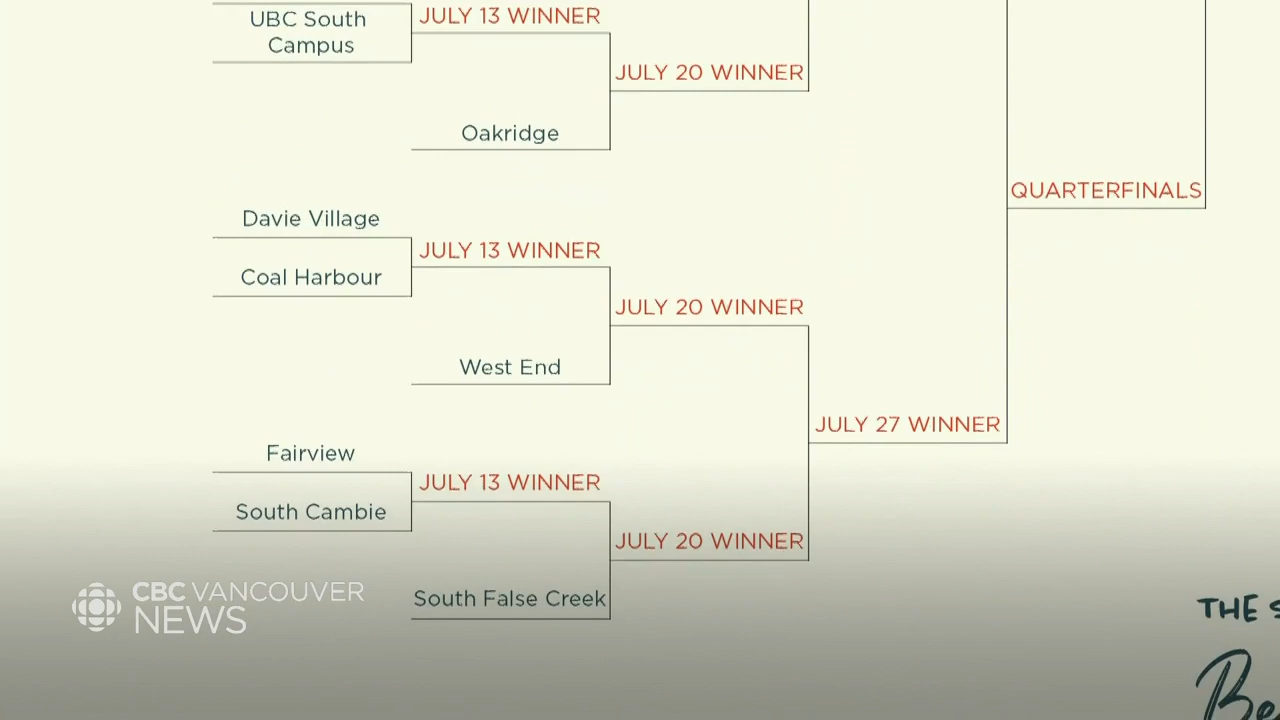 UBC South
Campus
JULY 13 WINNER
JULY 20 WINNER
Oakridge
QUARTERFINALS
Davie Village
JULY 13 WINNER
Coal Harbour
JULY 20 WINNER
West End
JULY 27 WINNER
Fairview
JULY 13 WINNER
South Cambie
JULY 20 WINNER
South False Creek
CBC VANCOUVER
NEWS
THE